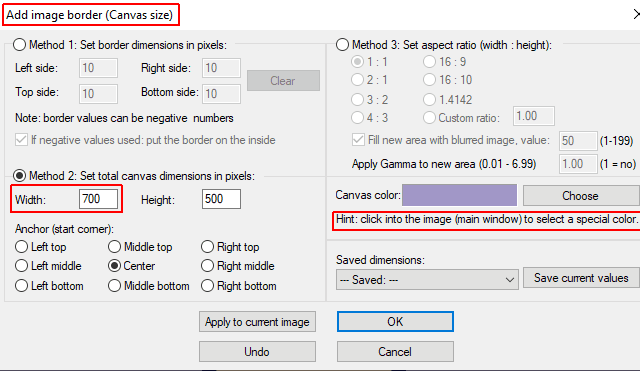 Add image border (Canvas size)
Method 1: Set border dimensions in pixels:
Left side: 10 Right side: 10
Clear
Top side: 10 Bottom side: 10
Note: border values can be negative numbers
If negative values used: put the border on the inside
Method 2: Set total canvas dimensions in pixels:
Width: 700 Height: 500
Anchor (start corner):
Left top Middle top Right top
Left middle Center Right middle
Left bottom Middle bottom Right bottom
Method 3: Set aspect ratio (width : height):
1 : 1 16 : 9
2 : 1 16 : 10
3 : 2 1.4142
4 : 3 Custom ratio: 1.00
Fill new area with blurred image, value: 50 (1-199)
Apply Gamma to new area (0.01 - 6.99) 1.00 (1 = no)
Canvas color: Choose
Hint: click into the image (main window) to select a special color.
Saved dimensions:
--- Saved: --- Save current values
Apply to current image OK
Undo Cancel